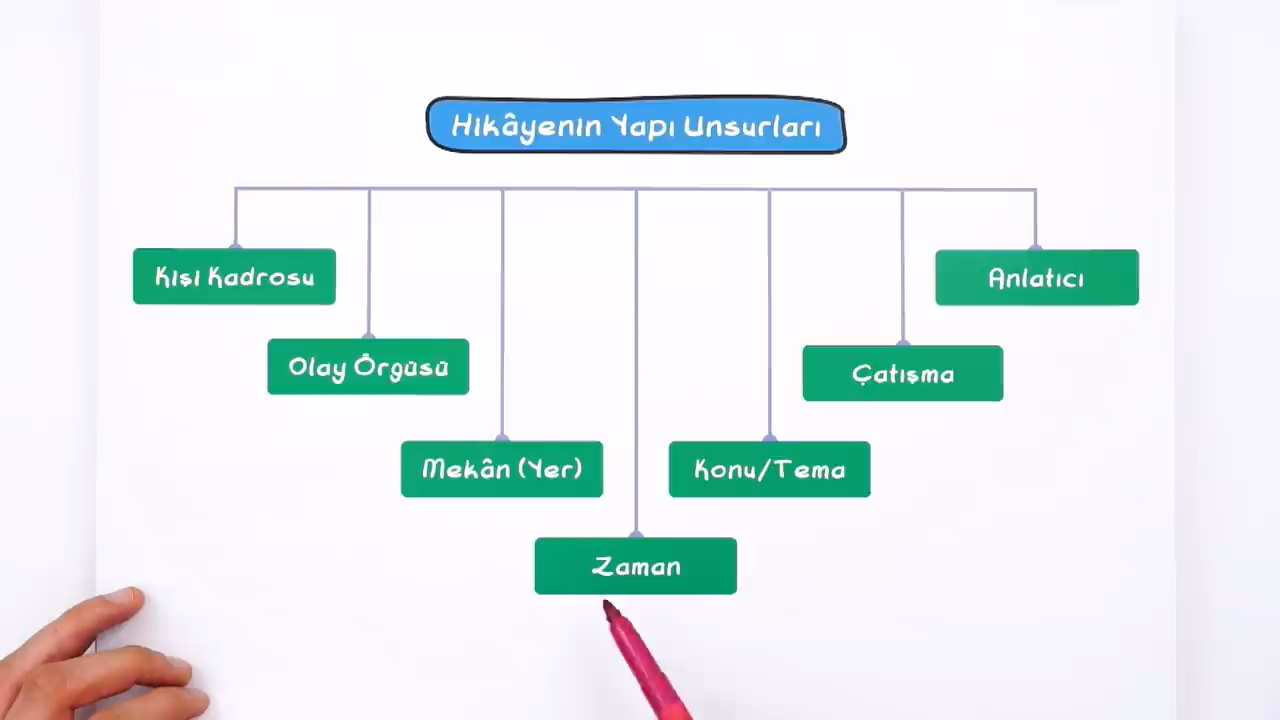 Hikâyenin Yapı Unsurları
Kişi Kadrosu
Olay Örgüsü
Mekân (Yer)
Zaman
Konu/Tema
Çatışma
Anlatıcı